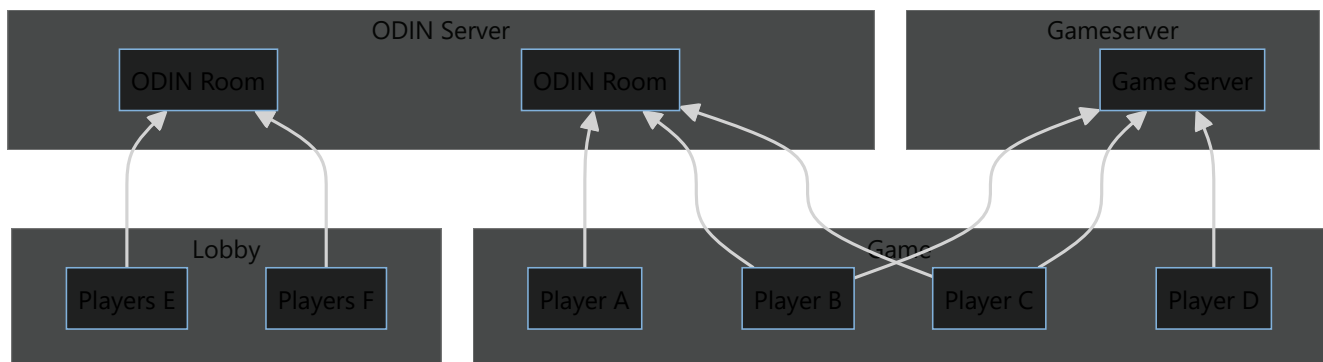 ODIN Server
Gameserver
ODIN Room
ODIN Room
Game Server
Lobby
Game
Players E
Players F
Player A
Player B
Player C
Player D